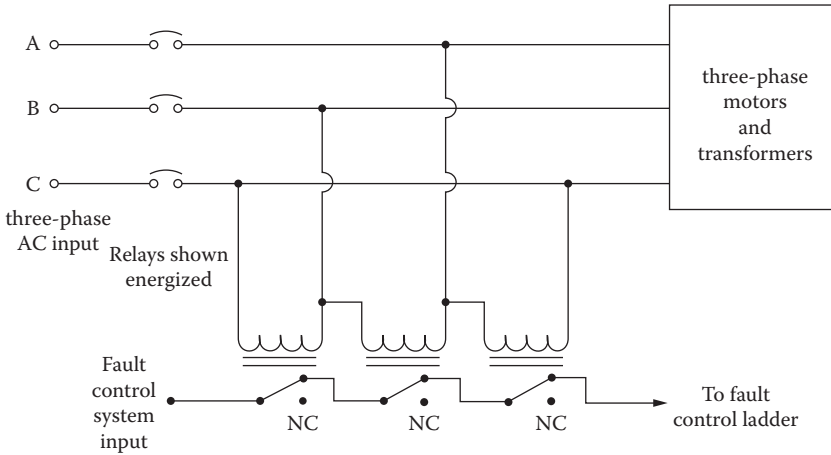 A
B
C
three-phase
AC input
three-phase
motors
and
transformers
Relays shown
energized
Fault
control
system
input
NC
NC
NC
To fault
control ladder